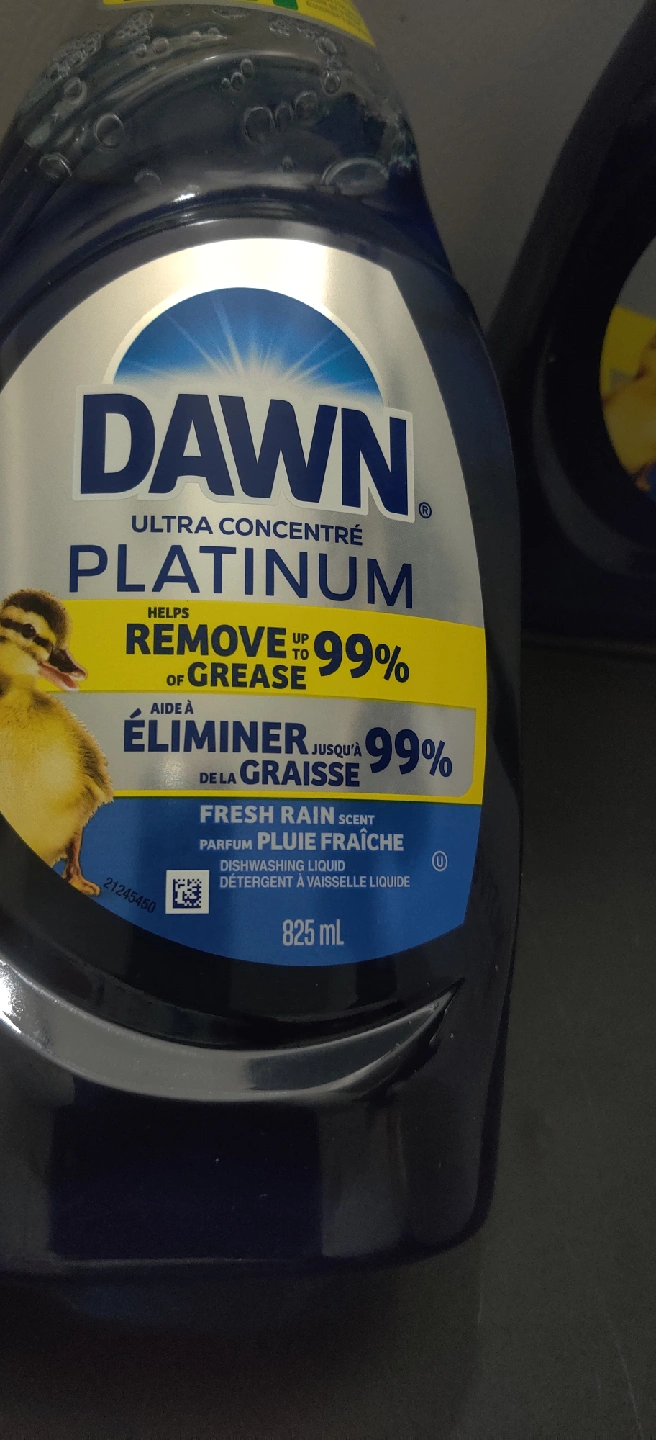 DAWN®
ULTRA CONCENTRÉ
PLATINUM
HELPS
REMOVE UP TO 99%
OF GREASE
AIDE À
ÉLIMINER JUSQU'À 99%
DE LA GRAISSE
FRESH RAIN SCENT
PARFUM PLUIE FRAÎCHE
DISHWASHING LIQUID
DÉTERGENT À VAISSELLE LIQUIDE
U
21245450
825 mL